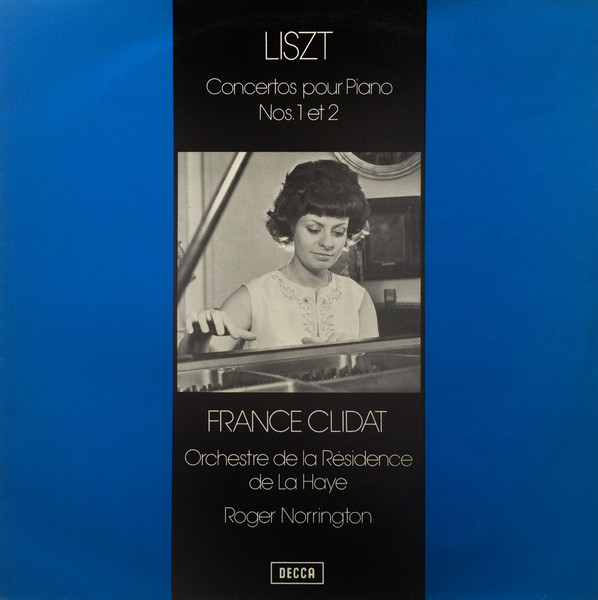 LISZT
Concertos pour Piano
Nos. 1 et 2
FRANCE CLIDAT
Orchestre de la Résidence
de La Haye
Roger Norrington
DECCA